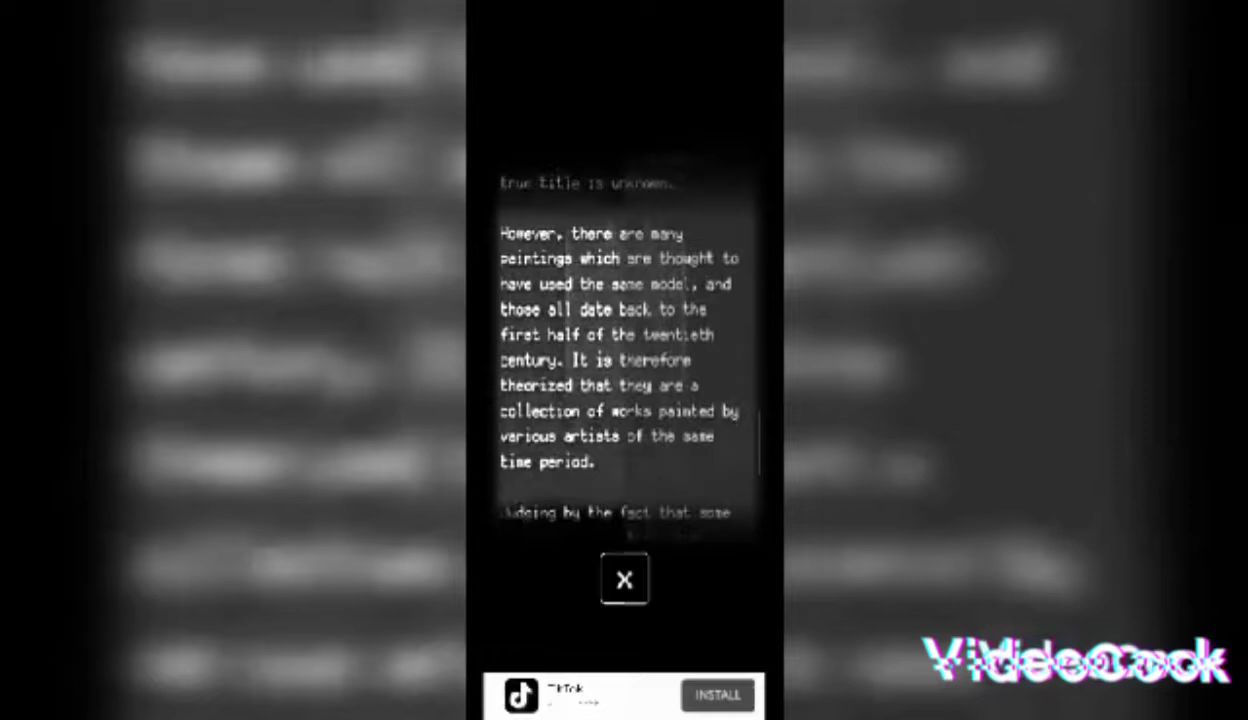 true title is unknown.
However, there are many
paintings which are thought to
have used the same model, and
those all date back to the
first half of the twentieth
century. It is therefore
theorized that they are a
collection of works painted by
various artists of the same
time period.
Judging by the fact that some
X
TikTok
INSTALL
VideoCook